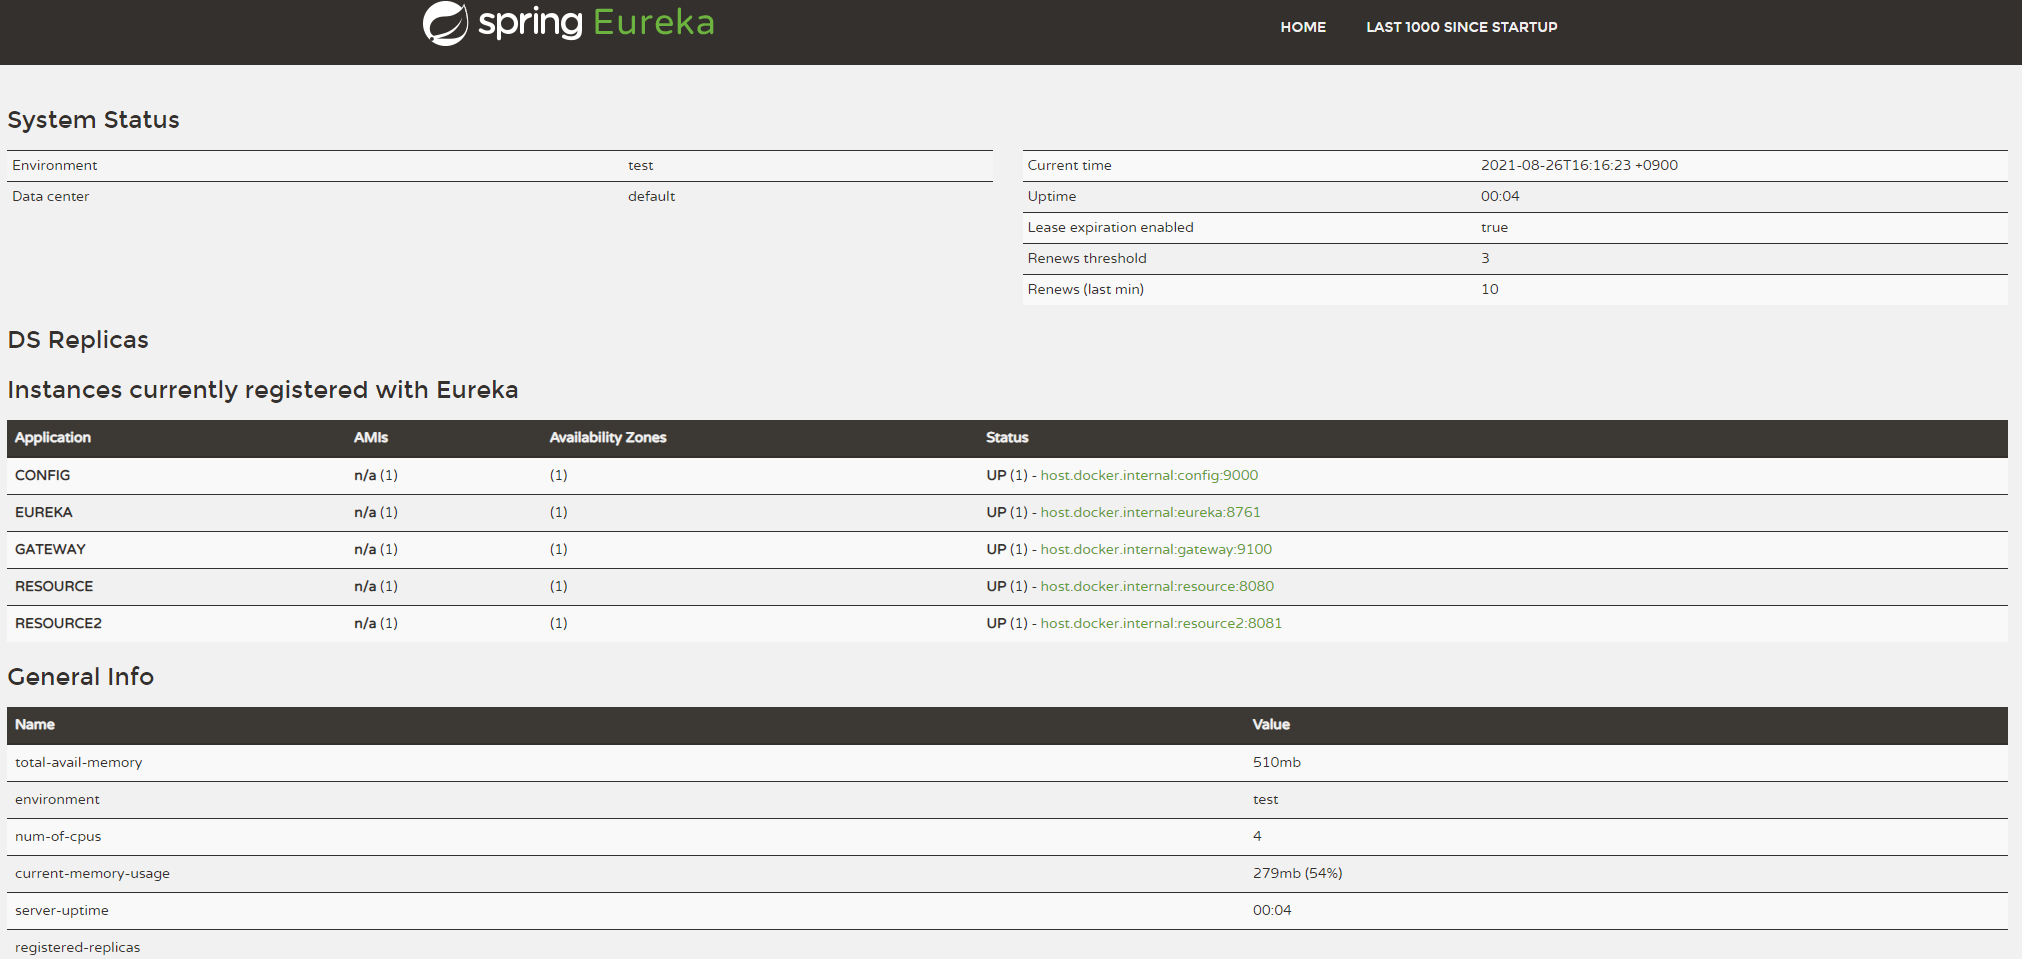 spring Eureka
HOME LAST 1000 SINCE STARTUP
System Status
Environment test
Data center default
Current time 2021-08-26T16:16:23 +0900
Uptime 00:04
Lease expiration enabled true
Renews threshold 3
Renews (last min) 10
DS Replicas
Instances currently registered with Eureka
Application AMIs Availability Zones Status
CONFIG n/a (1) (1) UP (1) - host.docker.internal:config:9000
EUREKA n/a (1) (1) UP (1) - host.docker.internal:eureka:8761
GATEWAY n/a (1) (1) UP (1) - host.docker.internal:gateway:9100
RESOURCE n/a (1) (1) UP (1) - host.docker.internal:resource:8080
RESOURCE2 n/a (1) (1) UP (1) - host.docker.internal:resource2:8081
General Info
Name Value
total-avail-memory 510mb
environment test
num-of-cpus 4
current-memory-usage 279mb (54%)
server-uptime 00:04
registered-replicas